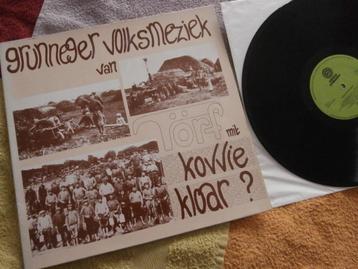 grunneger volksmeziek
van
Törf mit
kovvie
kloar?